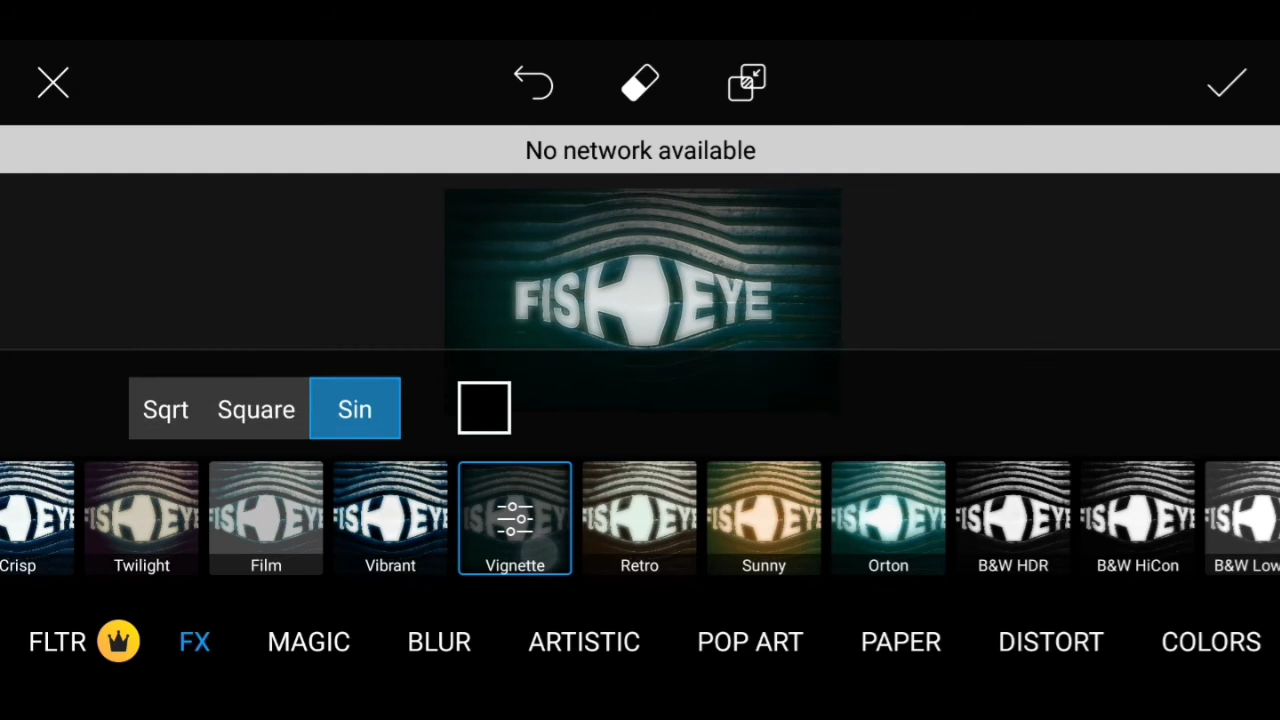 No network available
FISHEYE
Sqrt Square Sin
Crisp Twilight Film Vibrant Vignette Retro Sunny Orton B&W HDR B&W HiCon B&W Low
FLTR FX MAGIC BLUR ARTISTIC POP ART PAPER DISTORT COLORS